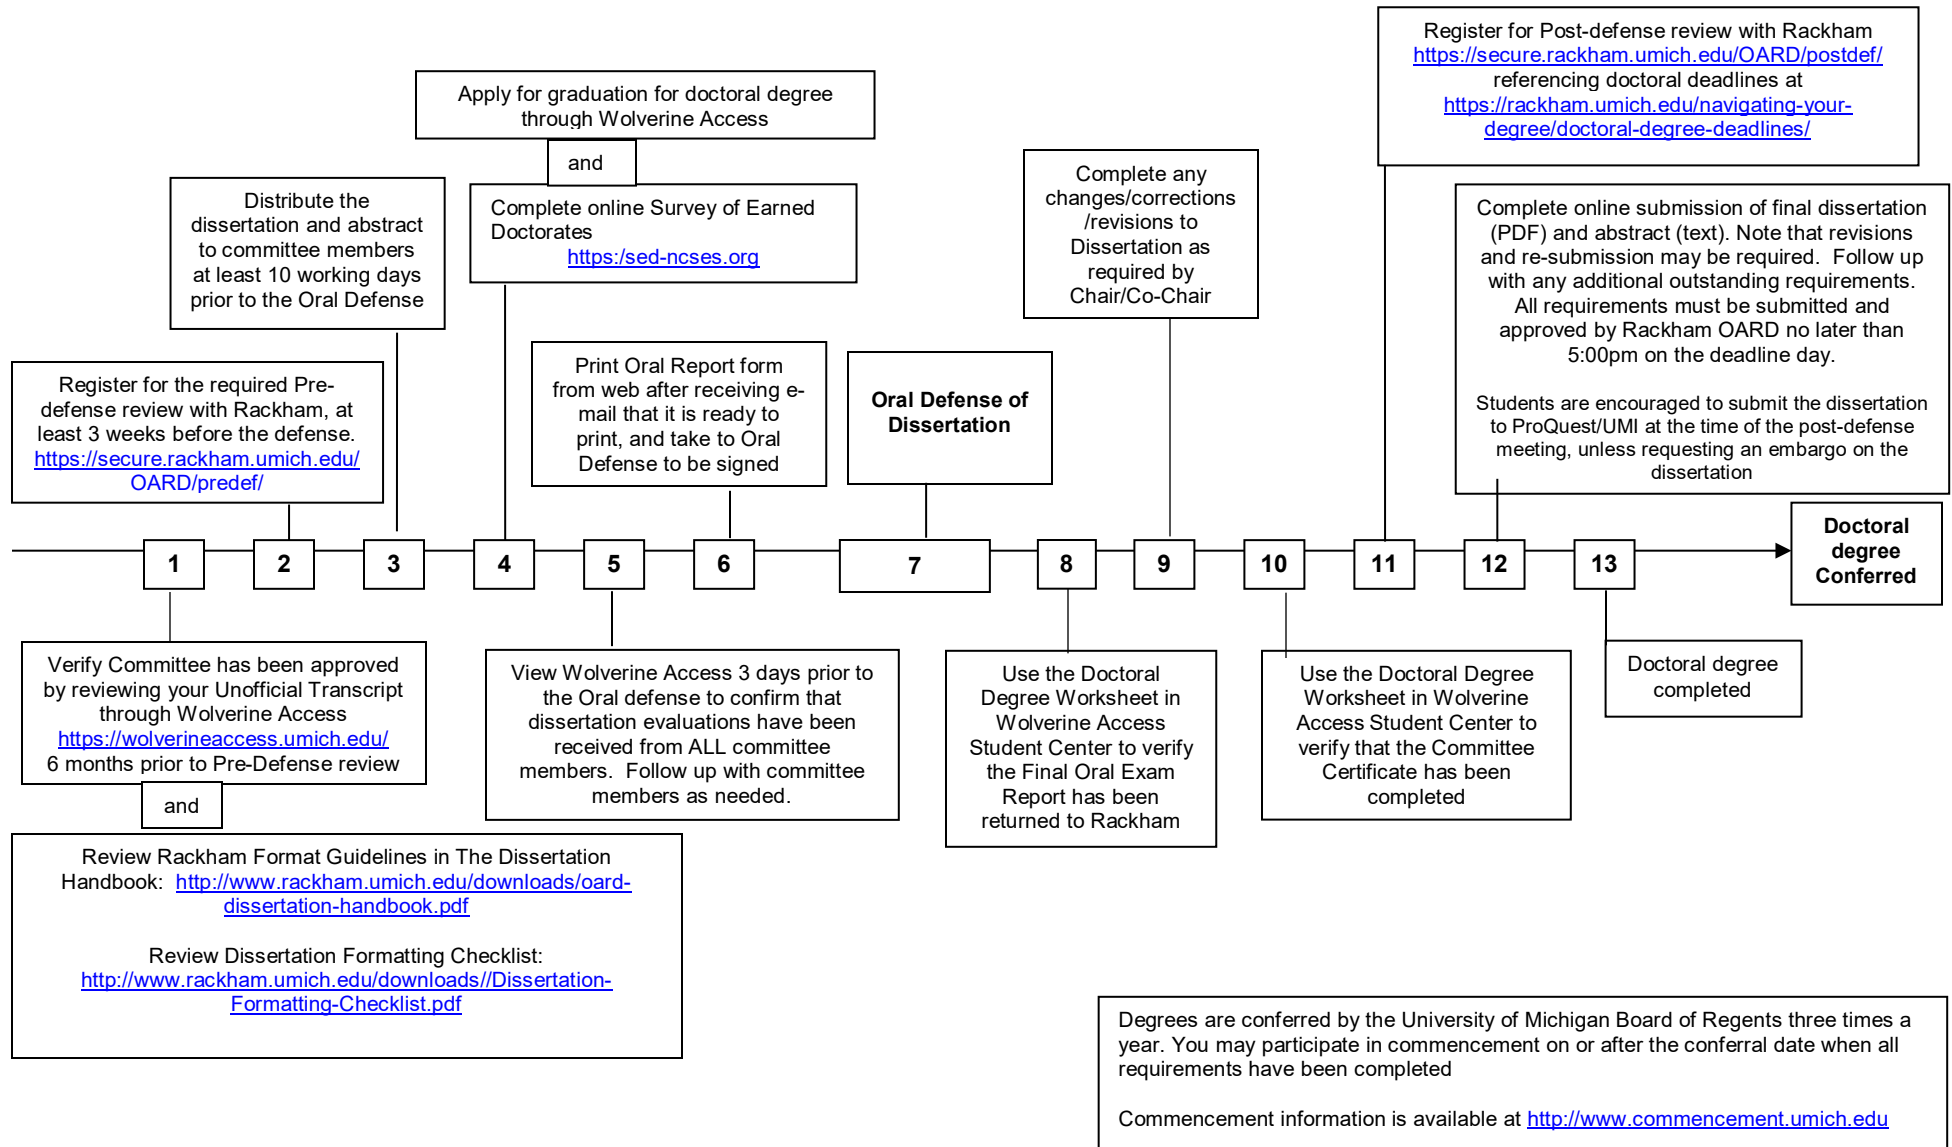 Register for Post-defense review with Rackham
https://secure.rackham.umich.edu/OARD/postdef/
referencing doctoral deadlines at
https://rackham.umich.edu/navigating-your-
degree/doctoral-degree-deadlines/
Apply for graduation for doctoral degree
through Wolverine Access
and
Complete online Survey of Earned
Doctorates
https:/sed-ncses.org
Distribute the
dissertation and abstract
to committee members
at least 10 working days
prior to the Oral Defense
Complete any
changes/corrections
/revisions to
Dissertation as
required by
Chair/Co-Chair
Complete online submission of final dissertation
(PDF) and abstract (text). Note that revisions
and re-submission may be required.  Follow up
with any additional outstanding requirements.
All requirements must be submitted and
approved by Rackham OARD no later than
5:00pm on the deadline day.
Students are encouraged to submit the dissertation
to ProQuest/UMI at the time of the post-defense
meeting, unless requesting an embargo on the
dissertation
Register for the required Pre-
defense review with Rackham, at
least 3 weeks before the defense.
https://secure.rackham.umich.edu/
OARD/predef/
Print Oral Report form
from web after receiving e-
mail that it is ready to
print, and take to Oral
Defense to be signed
Oral Defense of
Dissertation
1 2 3 4 5 6 7 8 9 10 11 12 13
Doctoral
degree
Conferred
Verify Committee has been approved
by reviewing your Unofficial Transcript
through Wolverine Access
https://wolverineaccess.umich.edu/
6 months prior to Pre-Defense review
and
Review Rackham Format Guidelines in The Dissertation
Handbook:  http://www.rackham.umich.edu/downloads/oard-
dissertation-handbook.pdf
Review Dissertation Formatting Checklist:
http://www.rackham.umich.edu/downloads//Dissertation-
Formatting-Checklist.pdf
View Wolverine Access 3 days prior to
the Oral defense to confirm that
dissertation evaluations have been
received from ALL committee
members.  Follow up with committee
members as needed.
Use the Doctoral
Degree Worksheet in
Wolverine Access
Student Center to verify
the Final Oral Exam
Report has been
returned to Rackham
Use the Doctoral Degree
Worksheet in Wolverine
Access Student Center to
verify that the Committee
Certificate has been
completed
Doctoral degree
completed
Degrees are conferred by the University of Michigan Board of Regents three times a
year. You may participate in commencement on or after the conferral date when all
requirements have been completed
Commencement information is available at http://www.commencement.umich.edu